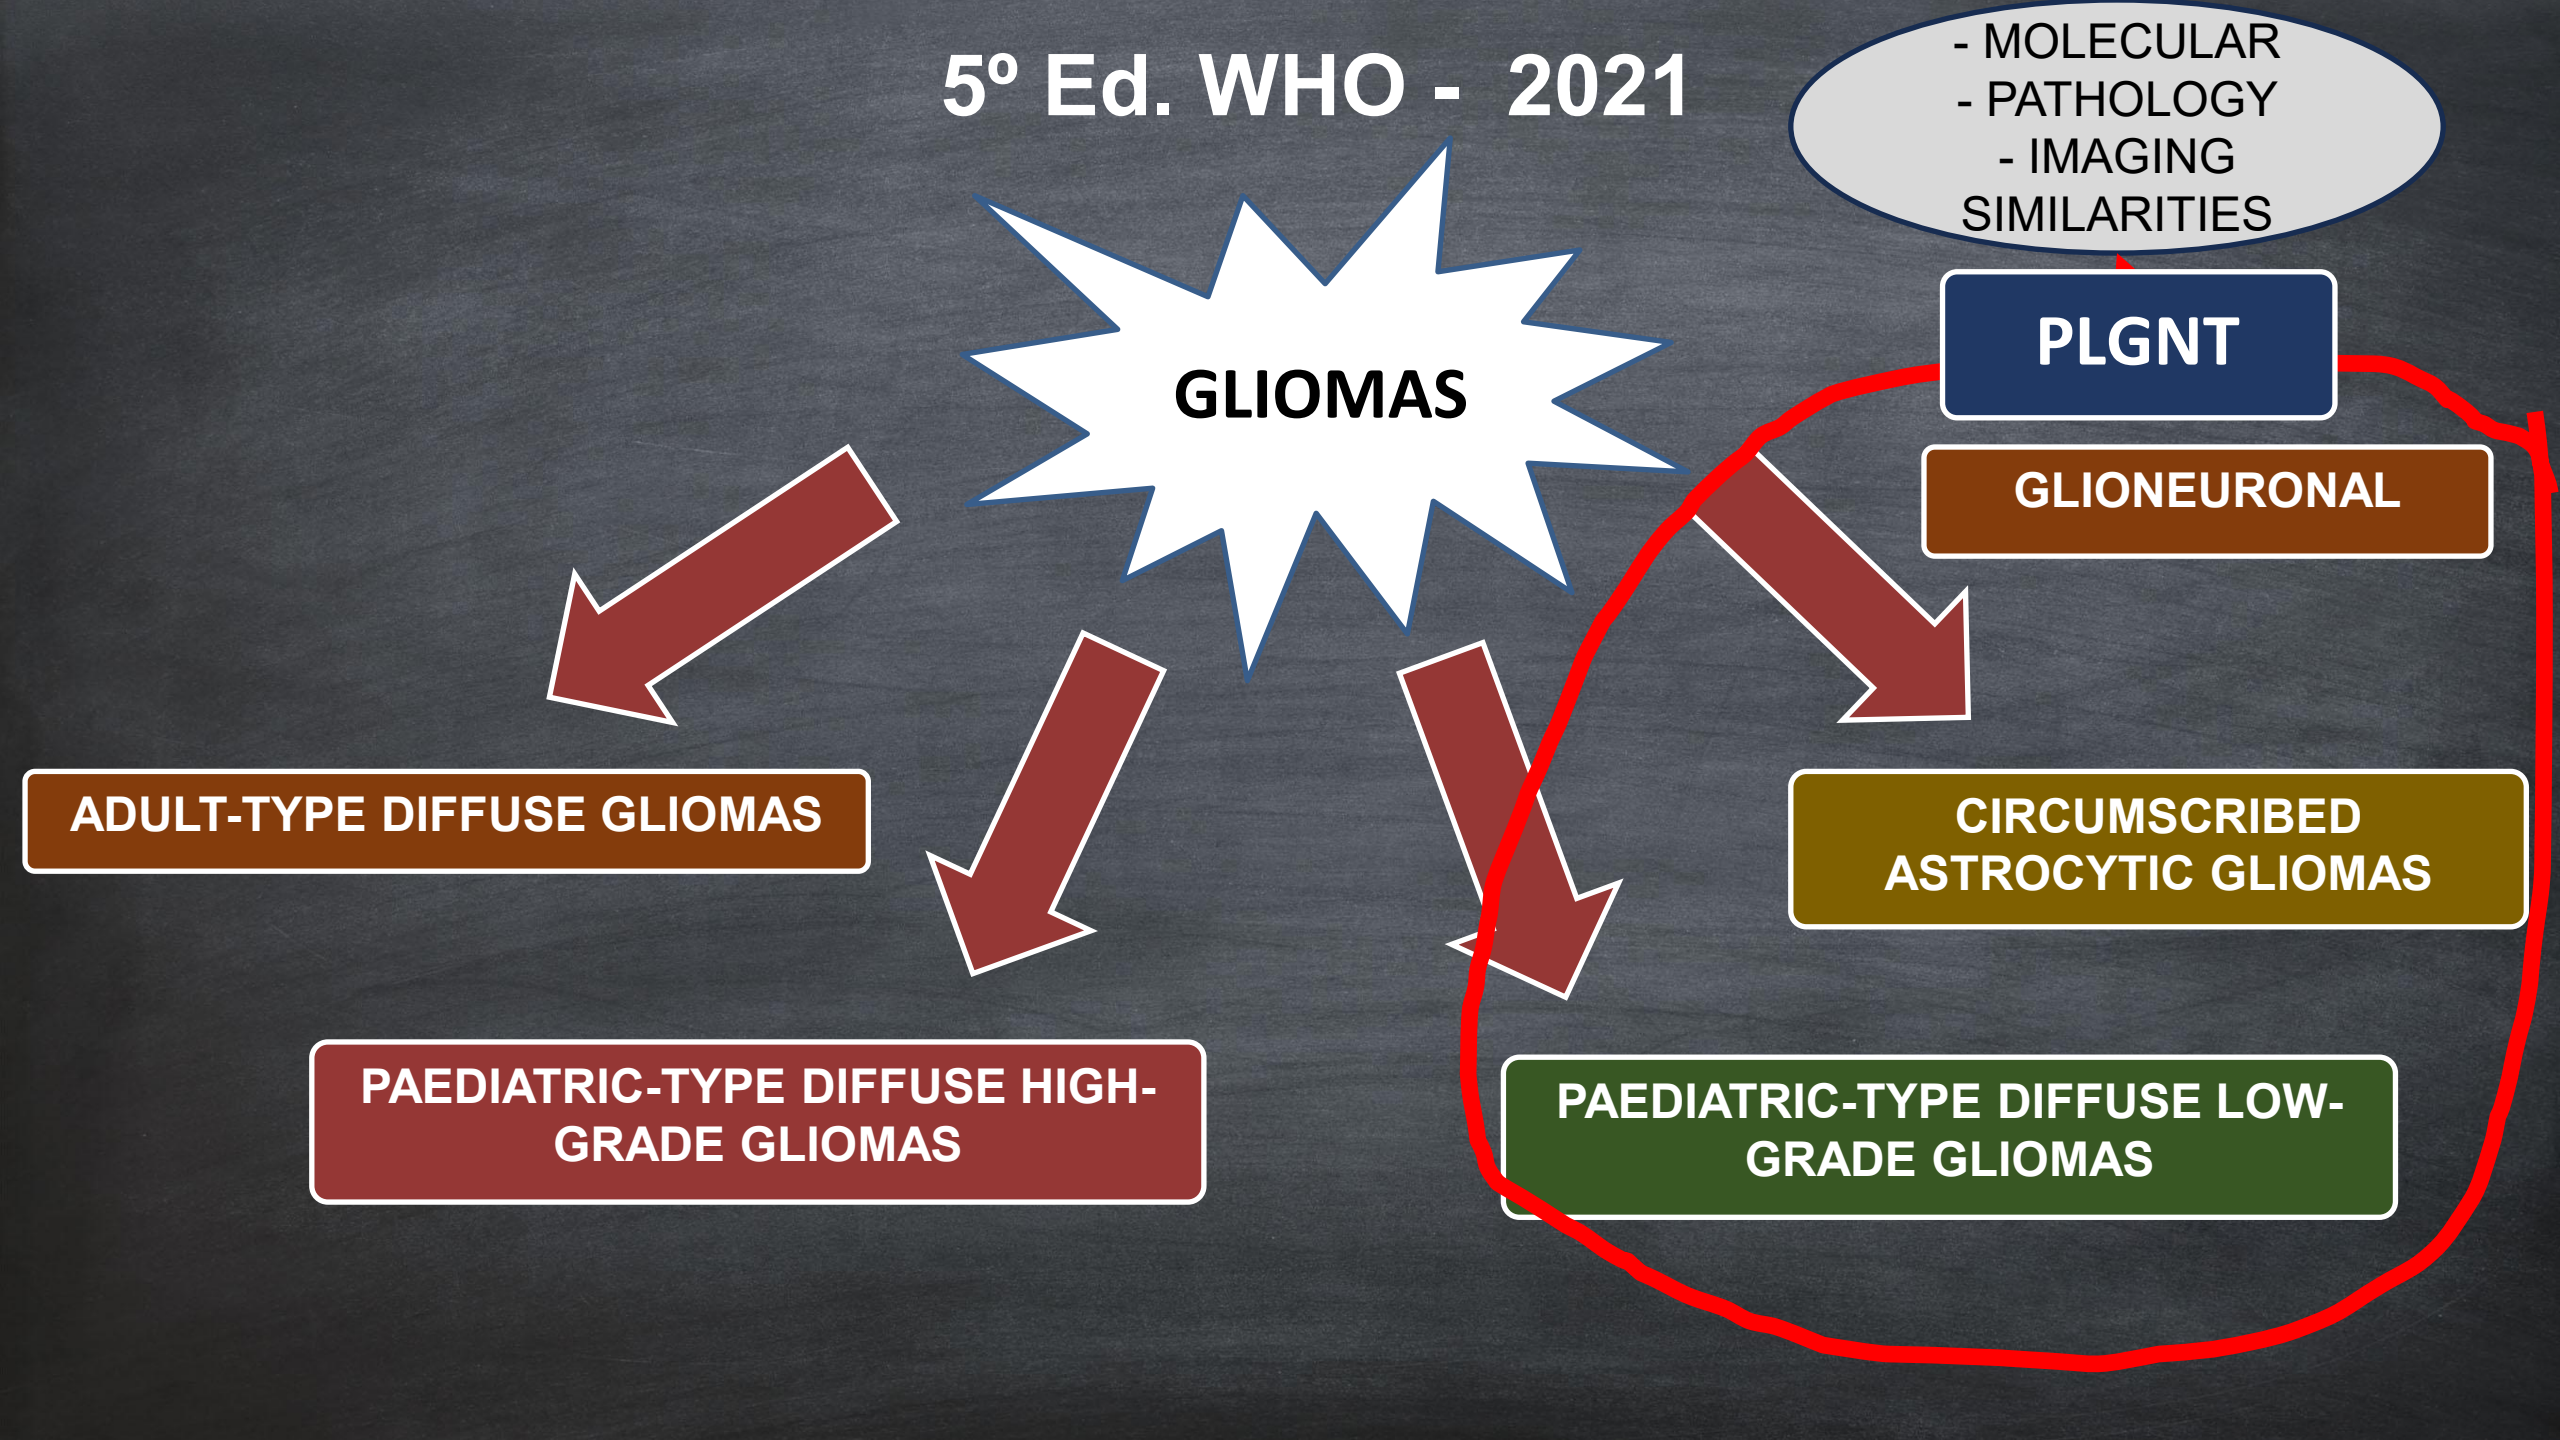 5º Ed. WHO - 2021
- MOLECULAR
- PATHOLOGY
- IMAGING
SIMILARITIES
GLIOMAS
PLGNT
GLIONEURONAL
ADULT-TYPE DIFFUSE GLIOMAS
CIRCUMSCRIBED
ASTROCYTIC GLIOMAS
PAEDIATRIC-TYPE DIFFUSE HIGH-
GRADE GLIOMAS
PAEDIATRIC-TYPE DIFFUSE LOW-
GRADE GLIOMAS